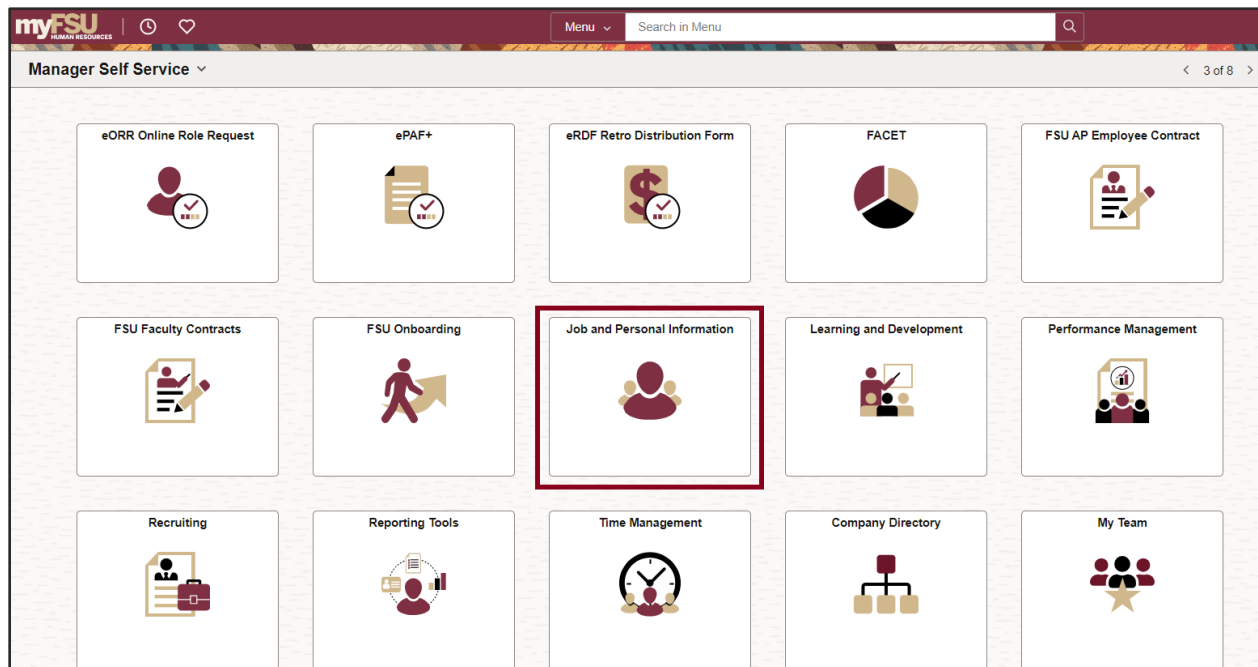 myFSU
HUMAN RESOURCES
Menu
Search in Menu
Manager Self Service
3 of 8
eORR Online Role Request
ePAF+
eRDF Retro Distribution Form
FACET
FSU AP Employee Contract
FSU Faculty Contracts
FSU Onboarding
Job and Personal Information
Learning and Development
Performance Management
Recruiting
Reporting Tools
Time Management
Company Directory
My Team